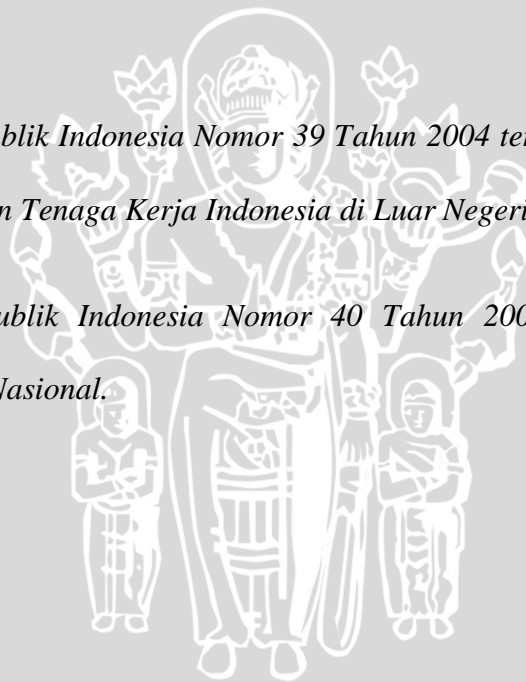 blik Indonesia Nomor 39 Tahun 2004 ten
n Tenaga Kerja Indonesia di Luar Negeri
ublik Indonesia Nomor 40 Tahun 200
Nasional.